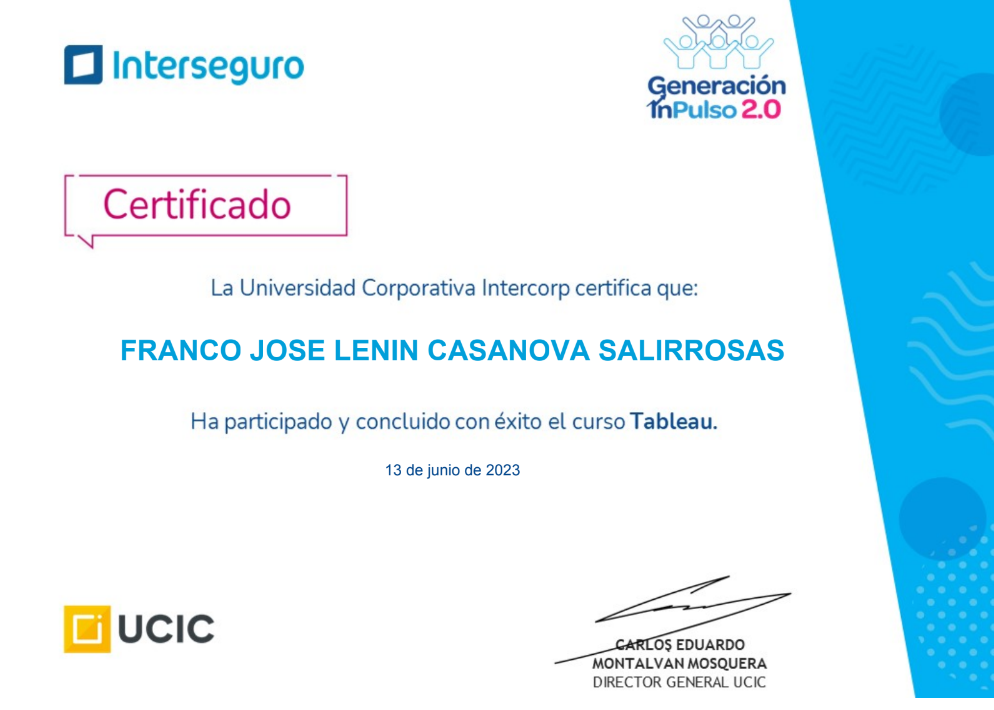 Interseguro
Generación
inPulso 2.0
Certificado
La Universidad Corporativa Intercorp certifica que:
FRANCO JOSE LENIN CASANOVA SALIRROSAS
Ha participado y concluido con éxito el curso Tableau.
13 de junio de 2023
UCIC
CARLOS EDUARDO
MONTALVAN MOSQUERA
DIRECTOR GENERAL UCIC